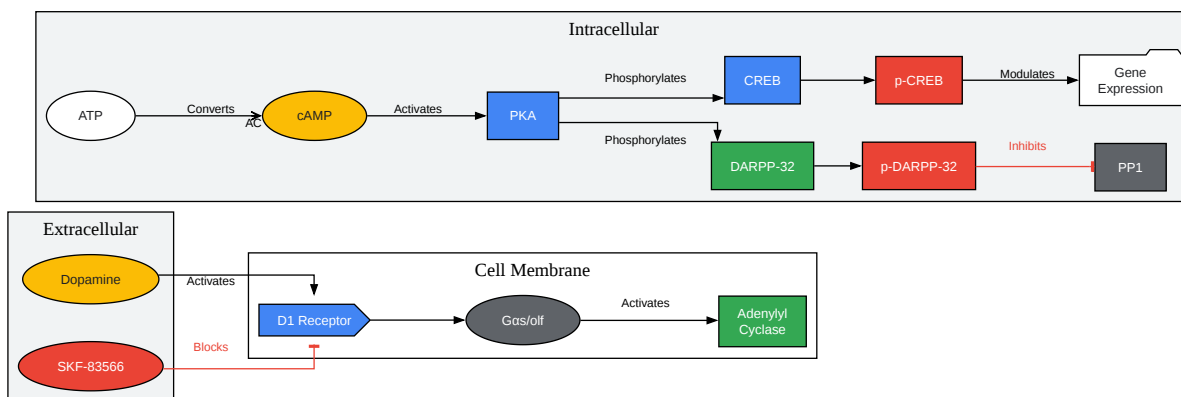 Intracellular
ATP
Converts
AC
cAMP
Activates
PKA
Phosphorylates
CREB
p-CREB
Modulates
Gene
Expression
Phosphorylates
DARPP-32
p-DARPP-32
Inhibits
PP1
Extracellular
Dopamine
Activates
SKF-83566
Blocks
Cell Membrane
D1 Receptor
Gαs/olf
Activates
Adenylyl
Cyclase